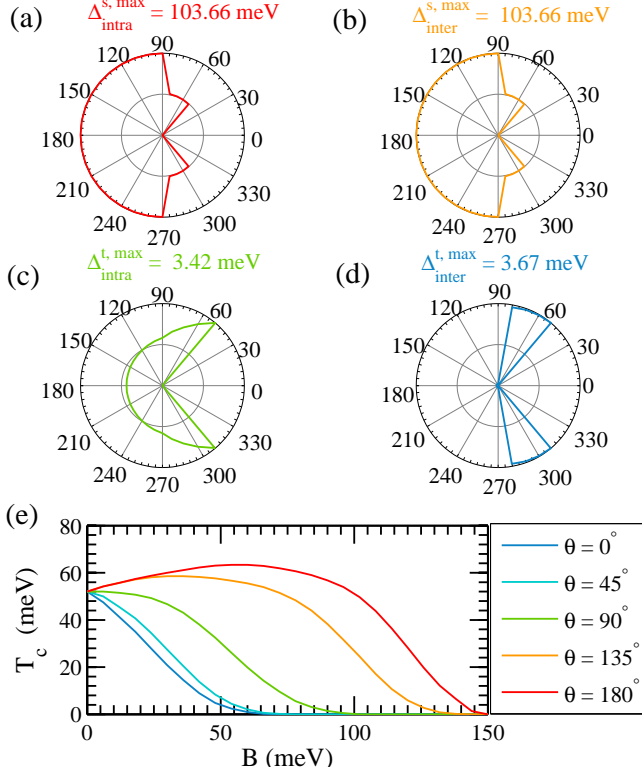 (a) Δ^{s, max}_{intra} = 103.66 meV
(b) Δ^{s, max}_{inter} = 103.66 meV
90
120 60
150 30
180 0
210 330
240 300
270
90
120 60
150 30
180 0
210 330
240 300
270
(c) Δ^{t, max}_{intra} = 3.42 meV
(d) Δ^{t, max}_{inter} = 3.67 meV
90
120 60
150 30
180 0
210 330
240 300
270
90
120 60
150 30
180 0
210 330
240 300
270
(e)
80
60
40
20
0
T_c (meV)
0 50 100 150
B (meV)
θ = 0°
θ = 45°
θ = 90°
θ = 135°
θ = 180°